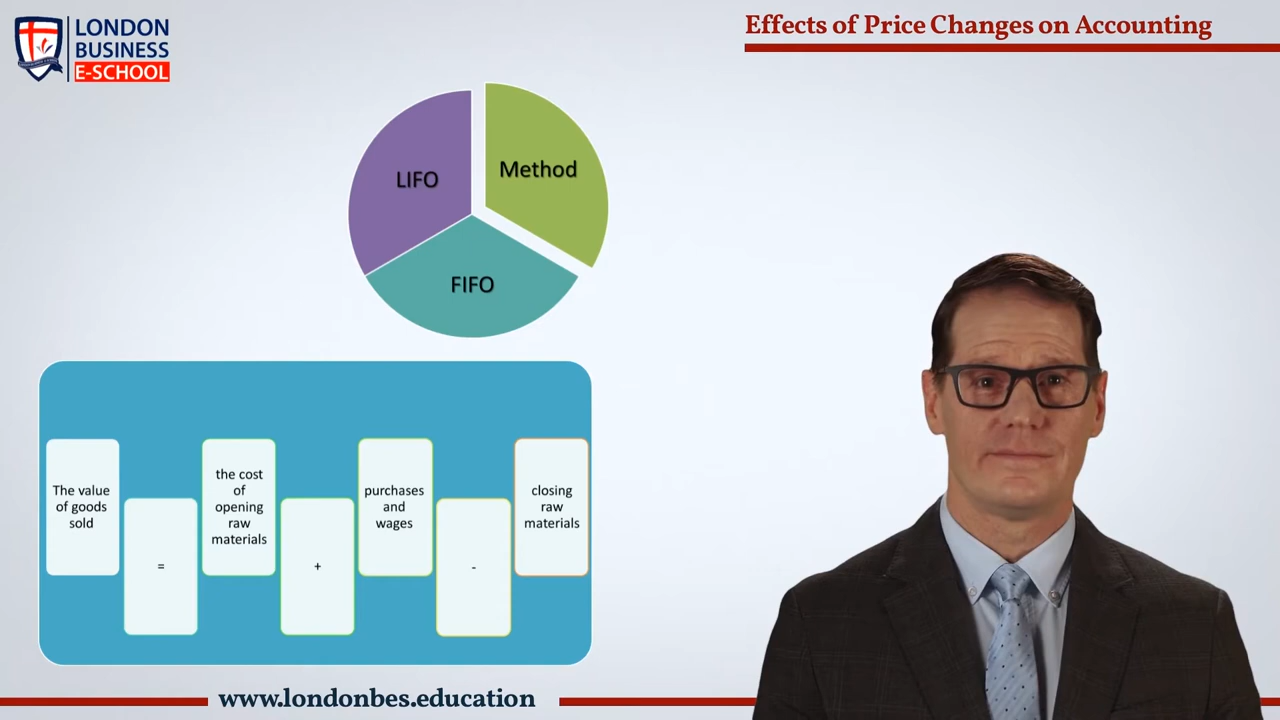 LONDON
BUSINESS
E-SCHOOL
Effects of Price Changes on Accounting
LIFO
Method
FIFO
The value
of goods
sold
=
the cost
of
opening
raw
materials
+
purchases
and
wages
-
closing
raw
materials
www.londonbes.education